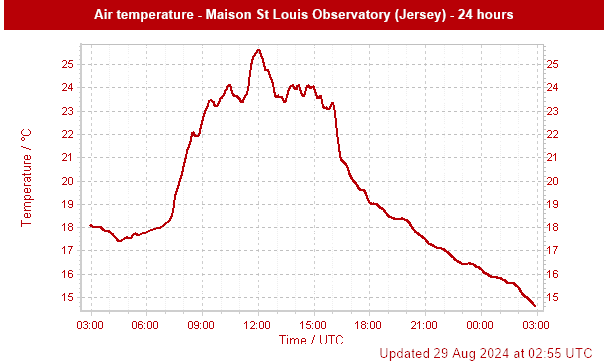 Air temperature - Maison St Louis Observatory (Jersey) - 24 hours
Temperature / °C
25 25
24 24
23 23
22 22
21 21
20 20
19 19
18 18
17 17
16 16
15 15
03:00 06:00 09:00 12:00 15:00 18:00 21:00 00:00 03:00
Time / UTC
Updated 29 Aug 2024 at 02:55 UTC